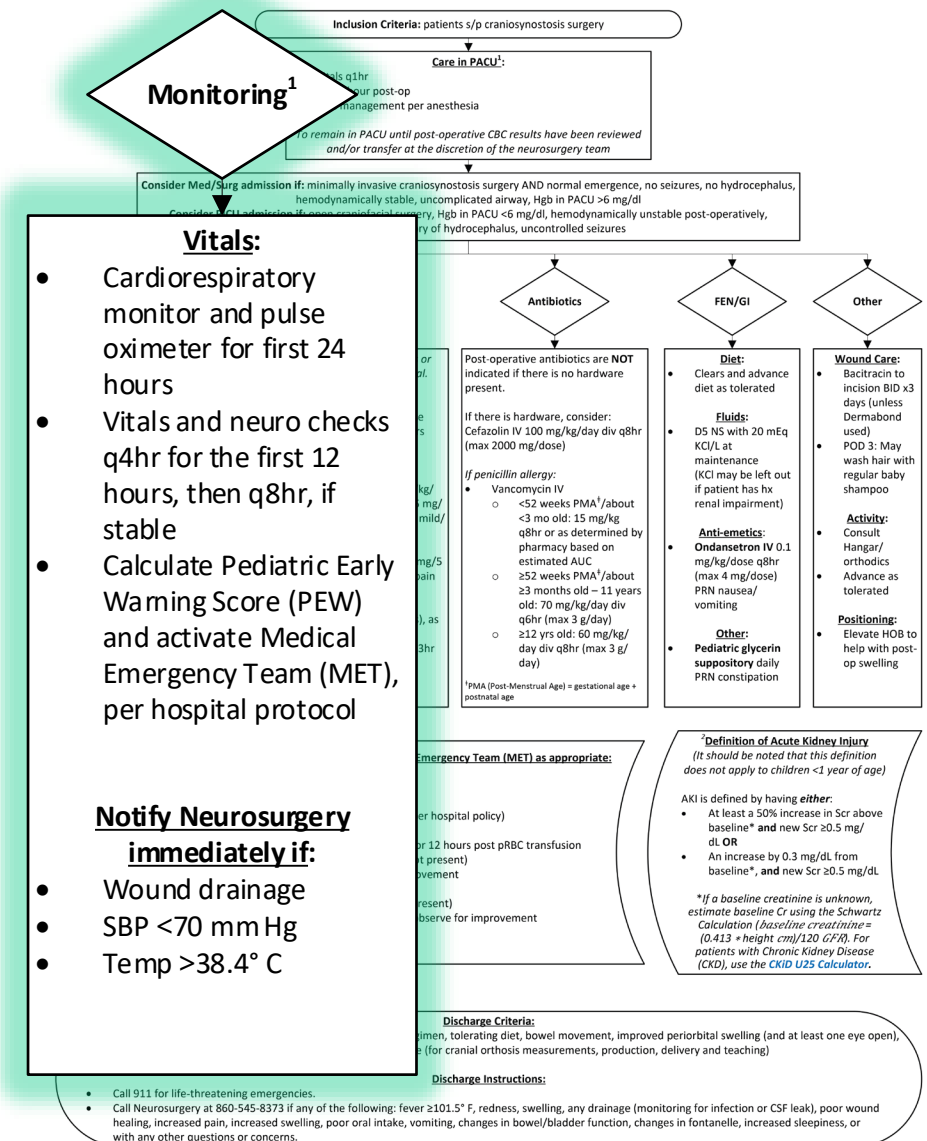 Inclusion Criteria: patients s/p craniosynostosis surgery
Care in PACU1:
q1hr
post-op
management per anesthesia
To remain in PACU until post-operative CBC results have been reviewed
and/or transfer at the discretion of the neurosurgery team
Monitoring1
Consider Med/Surg admission if: minimally invasive craniosynostosis surgery AND normal emergence, no seizures, no hydrocephalus,
hemodynamically stable, uncomplicated airway, Hgb in PACU >6 mg/dl
Consider PICU admission if: open craniofacial surgery, Hgb in PACU <6 mg/dl, hemodynamically unstable post-operatively,
of hydrocephalus, uncontrolled seizures
Vitals:
• Cardiorespiratory
monitor and pulse
oximeter for first 24
hours
• Vitals and neuro checks
q4hr for the first 12
hours, then q8hr, if
stable
• Calculate Pediatric Early
Warning Score (PEW)
and activate Medical
Emergency Team (MET),
per hospital protocol
Notify Neurosurgery
immediately if:
• Wound drainage
• SBP <70 mm Hg
• Temp >38.4° C
or
kg/
mg/
mild/
mg/5
pain
), as
3hr
Antibiotics
Post-operative antibiotics are NOT
indicated if there is no hardware
present.
If there is hardware, consider:
Cefazolin IV 100 mg/kg/day div q8hr
(max 2000 mg/dose)
If penicillin allergy:
• Vancomycin IV
o <52 weeks PMA‡/about
<3 mo old: 15 mg/kg
q8hr or as determined by
pharmacy based on
estimated AUC
o ≥52 weeks PMA‡/about
≥3 months old – 11 years
old: 70 mg/kg/day div
q6hr (max 3 g/day)
o ≥12 yrs old: 60 mg/kg/
day div q8hr (max 3 g/
day)
‡PMA (Post-Menstrual Age) = gestational age +
postnatal age
FEN/GI
Diet:
• Clears and advance
diet as tolerated
Fluids:
• D5 NS with 20 mEq
KCl/L at
maintenance
(KCl may be left out
if patient has hx
renal impairment)
Anti-emetics:
• Ondansetron IV 0.1
mg/kg/dose q8hr
(max 4 mg/dose)
PRN nausea/
vomiting
Other:
• Pediatric glycerin
suppository daily
PRN constipation
Other
Wound Care:
• Bacitracin to
incision BID x3
days (unless
Dermabond
used)
• POD 3: May
wash hair with
regular baby
shampoo
Activity:
• Consult
Hangar/
orthodics
• Advance as
tolerated
Positioning:
• Elevate HOB to
help with post-
op swelling
Emergency Team (MET) as appropriate:
hospital policy)
12 hours post pRBC transfusion
present)
observe for improvement
2Definition of Acute Kidney Injury
(It should be noted that this definition
does not apply to children <1 year of age)
AKI is defined by having either:
• At least a 50% increase in Scr above
baseline* and new Scr ≥0.5 mg/
dL OR
• An increase by 0.3 mg/dL from
baseline*, and new Scr ≥0.5 mg/dL
*If a baseline creatinine is unknown,
estimate baseline Cr using the Schwartz
Calculation (baseline creatinine =
(0.413 * height cm)/120 GFR). For
patients with Chronic Kidney Disease
(CKD), use the CKiD U25 Calculator.
Discharge Criteria:
tolerating diet, bowel movement, improved periorbital swelling (and at least one eye open),
(for cranial orthosis measurements, production, delivery and teaching)
Discharge Instructions:
• Call 911 for life-threatening emergencies.
• Call Neurosurgery at 860-545-8373 if any of the following: fever ≥101.5° F, redness, swelling, any drainage (monitoring for infection or CSF leak), poor wound
healing, increased pain, increased swelling, poor oral intake, vomiting, changes in bowel/bladder function, changes in fontanelle, increased sleepiness, or
with any other questions or concerns.